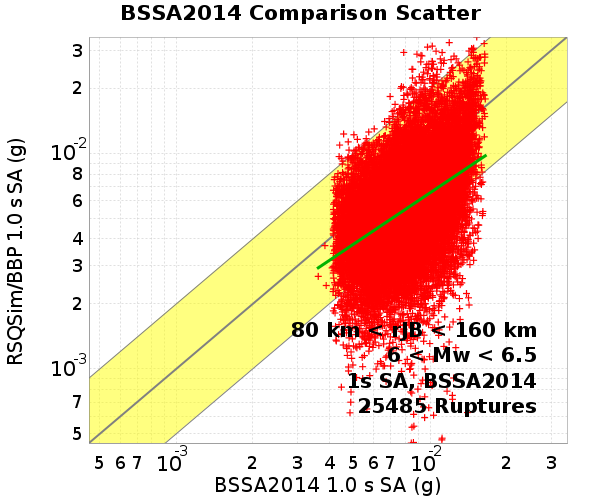 BSSA2014 Comparison Scatter
RSQSim/BBP 1.0 s SA (g)
3
2
10-2
8
6
4
3
2
10-3
7
5
80 km < rJB < 160 km
6 < Mw < 6.5
1s SA, BSSA2014
25485 Ruptures
5 6 7 10-3 2 3 4 5 6 7 10-2 2 3
BSSA2014 1.0 s SA (g)